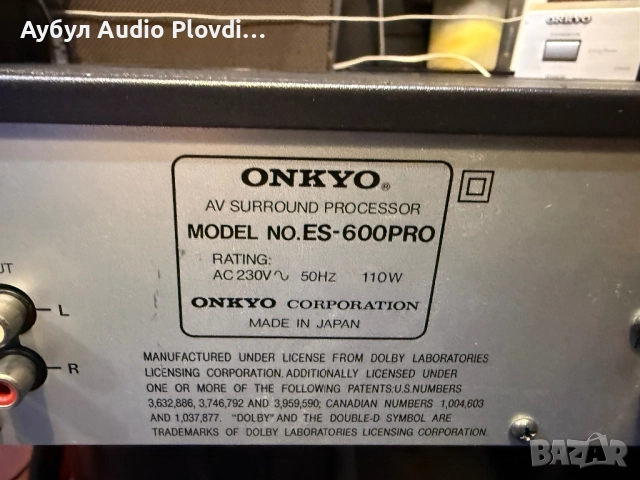 Аубул Audio Plovdi...
ONKYO
ONKYO®
AV SURROUND PROCESSOR
MODEL NO.ES-600PRO
RATING:
AC 230V∿ 50HZ 110W
ONKYO CORPORATION
MADE IN JAPAN
UT
L
R
MANUFACTURED UNDER LICENSE FROM DOLBY LABORATORIES
LICENSING CORPORATION. ADDITIONALLY LICENSED UNDER
ONE OR MORE OF THE FOLLOWING PATENTS:U.S.NUMBERS
3,632,886, 3,746,792 AND 3,959,590; CANADIAN NUMBERS 1,004,603
AND 1,037,877. "DOLBY" AND THE DOUBLE-D SYMBOL ARE
TRADEMARKS OF DOLBY LABORATORIES LICENSING CORPORATION.
BAZAR